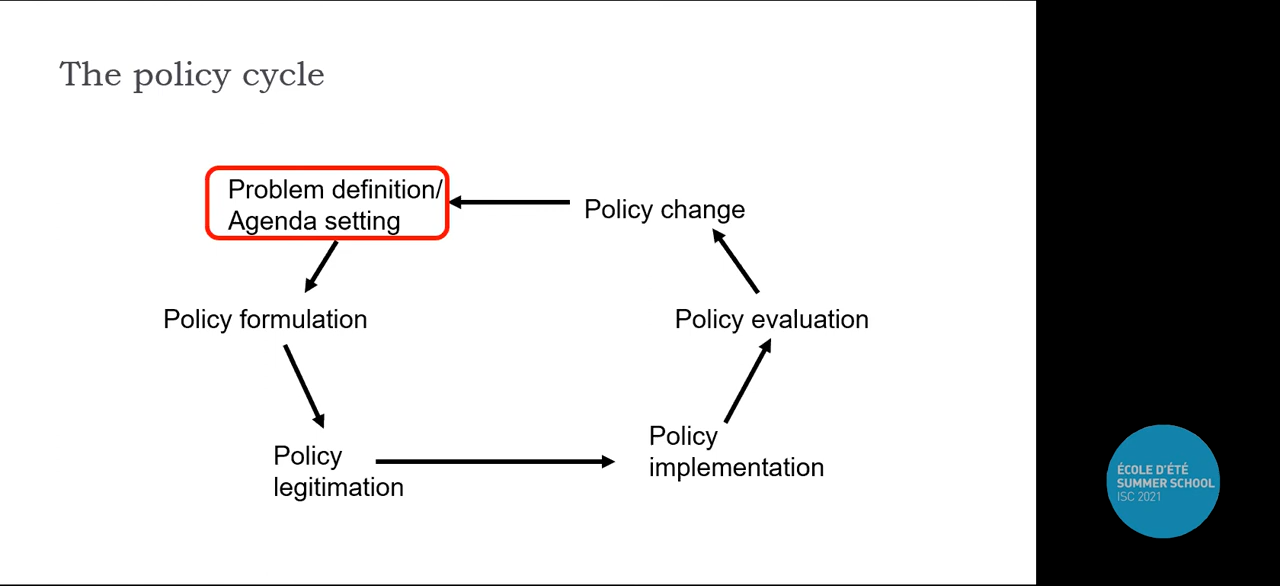 The policy cycle
Problem definition/
Agenda setting
Policy change
Policy formulation
Policy evaluation
Policy
legitimation
Policy
implementation
ÉCOLE D'ÉTÉ
SUMMER SCHOOL
ISC 2021